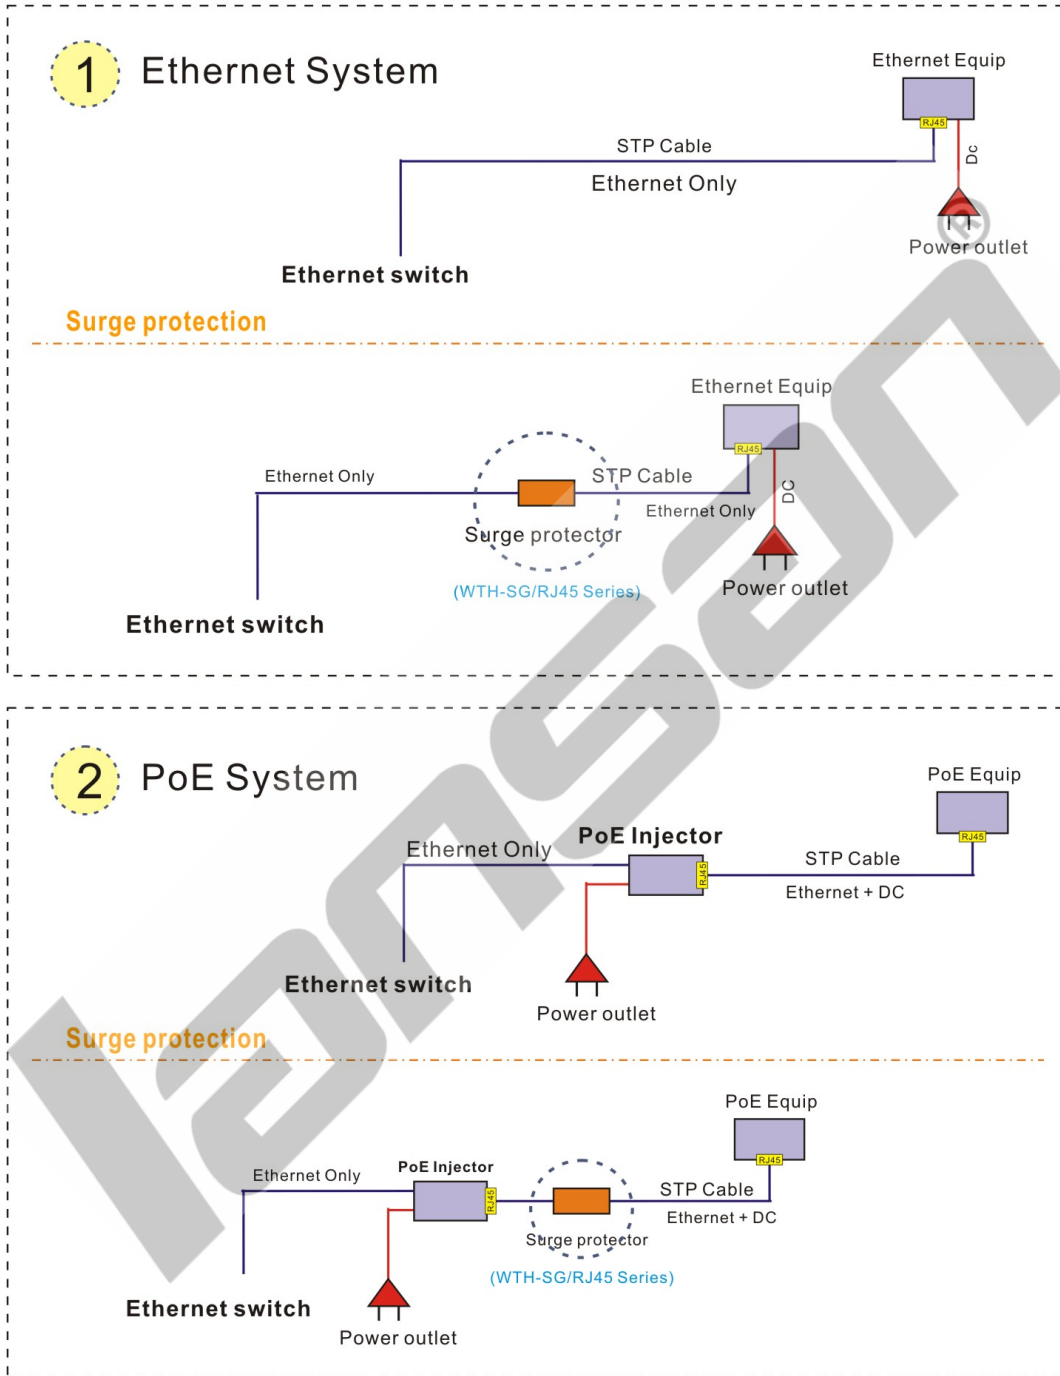 1 Ethernet System
Ethernet Equip
RJ45
STP Cable
Dc
Ethernet Only
Power outlet
Ethernet switch
Surge protection
Ethernet Equip
RJ45
Ethernet Only
STP Cable
DC
Ethernet Only
Surge protector
(WTH-SG/RJ45 Series)
Power outlet
Ethernet switch
2 PoE System
PoE Equip
RJ45
PoE Injector
Ethernet Only
RJ45
STP Cable
Ethernet + DC
Ethernet switch
Power outlet
Surge protection
PoE Equip
RJ45
PoE Injector
Ethernet Only
RJ45
STP Cable
Ethernet + DC
Surge protector
(WTH-SG/RJ45 Series)
Ethernet switch
Power outlet
lansan®